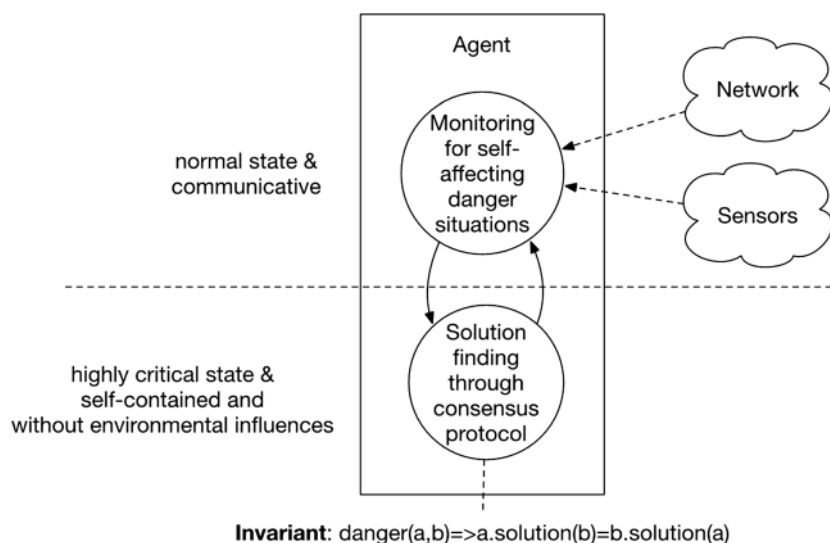 Agent
Network
Monitoring
for self-
affecting
danger
situations
normal state &
communicative
Sensors
Solution
finding
through
consensus
protocol
highly critical state &
self-contained and
without environmental influences
Invariant: danger(a,b)=>a.solution(b)=b.solution(a)